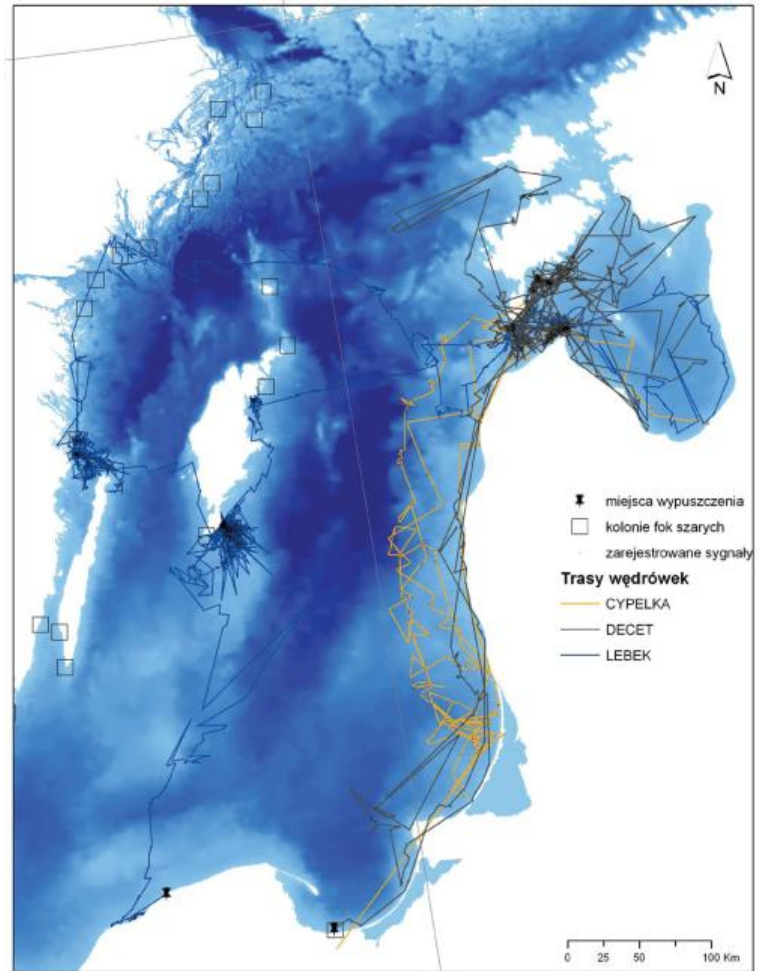 N
miejsca wypuszczenia
kolonie fok szarych
zarejestrowane sygnały
Trasy wędrówek
CYPELKA
DECET
LEBEK
0 25 50 100 Km